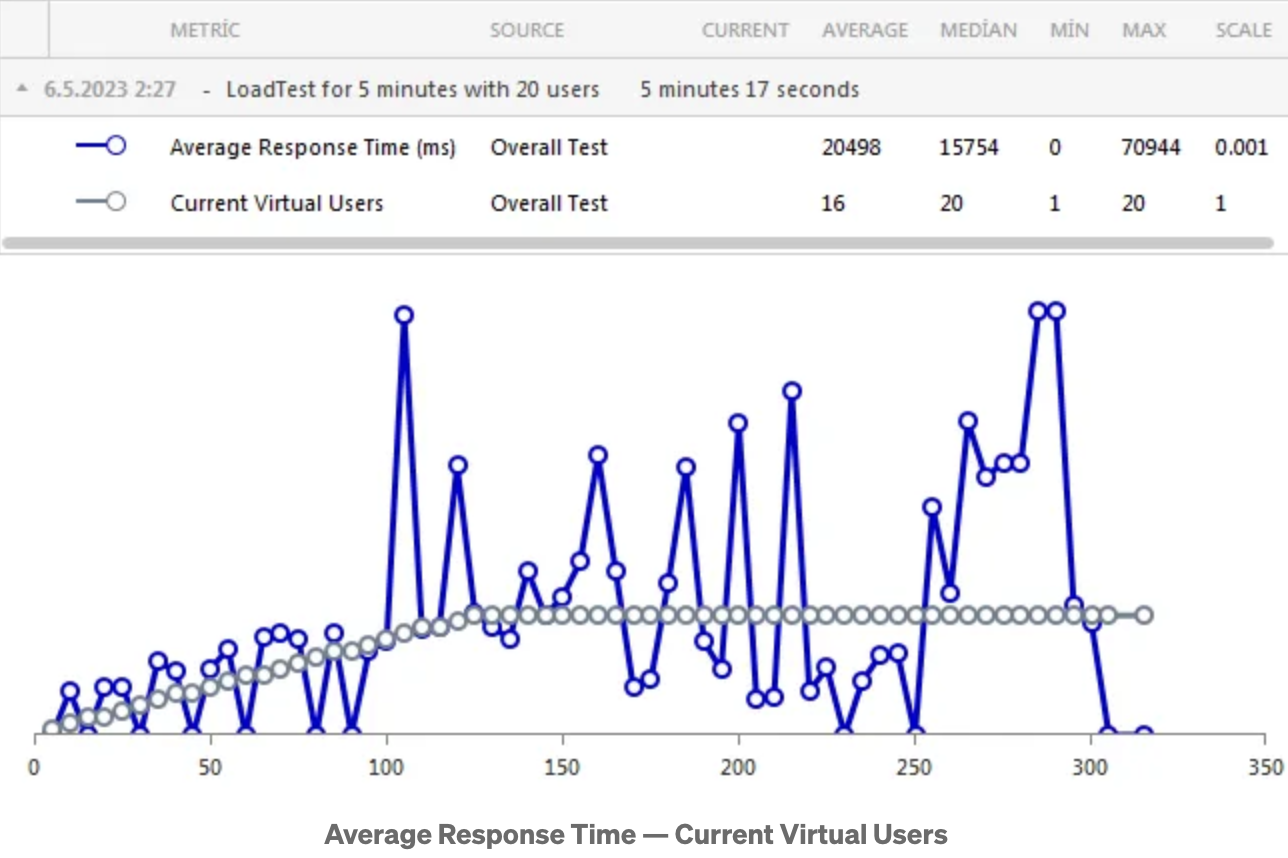 METRİC SOURCE CURRENT AVERAGE MEDİAN MİN MAX SCALE
6.5.2023 2:27 - LoadTest for 5 minutes with 20 users 5 minutes 17 seconds
Average Response Time (ms) Overall Test 20498 15754 0 70944 0.001
Current Virtual Users Overall Test 16 20 1 20 1
0 50 100 150 200 250 300 350
Average Response Time — Current Virtual Users